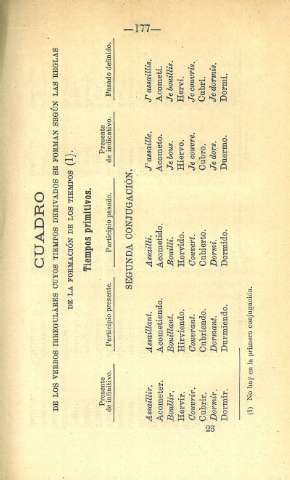 —177—
CUADRO
DE LOS VERBOS IRREGULARES CUYOS TIEMPOS DERIVADOS SE FORMAN SEGÚN LAS REGLAS
DE LA FORMACIÓN DE LOS TIEMPOS (1).
Tiempos primitivos.
Presente de infinitivo. Participio presente. Participio pasado. Presente de indicativo. Pasado definido.
SEGUNDA CONJUGACIÓN.
Assaillir. Assaillant. Assailli. J' assaille. J' assaillis.
Acometer. Acometiendo. Acometido. Acometo. Acometí.
Bouillir. Bouillant. Bouilli. Je bous. Je bouillis.
Hervir. Hirviendo. Hervido. Hiervo. Herví.
Couvrir. Couvrant. Couvert. Je couvre. Je couvris.
Cubrir. Cubriendo. Cubierto. Cubro. Cubrí.
Dormir. Dormant. Dormi. Je dors. Je dormis.
Dormir. Durmiendo. Dormido. Duermo. Dormí.
(1) No hay en la primera conjugación.
23